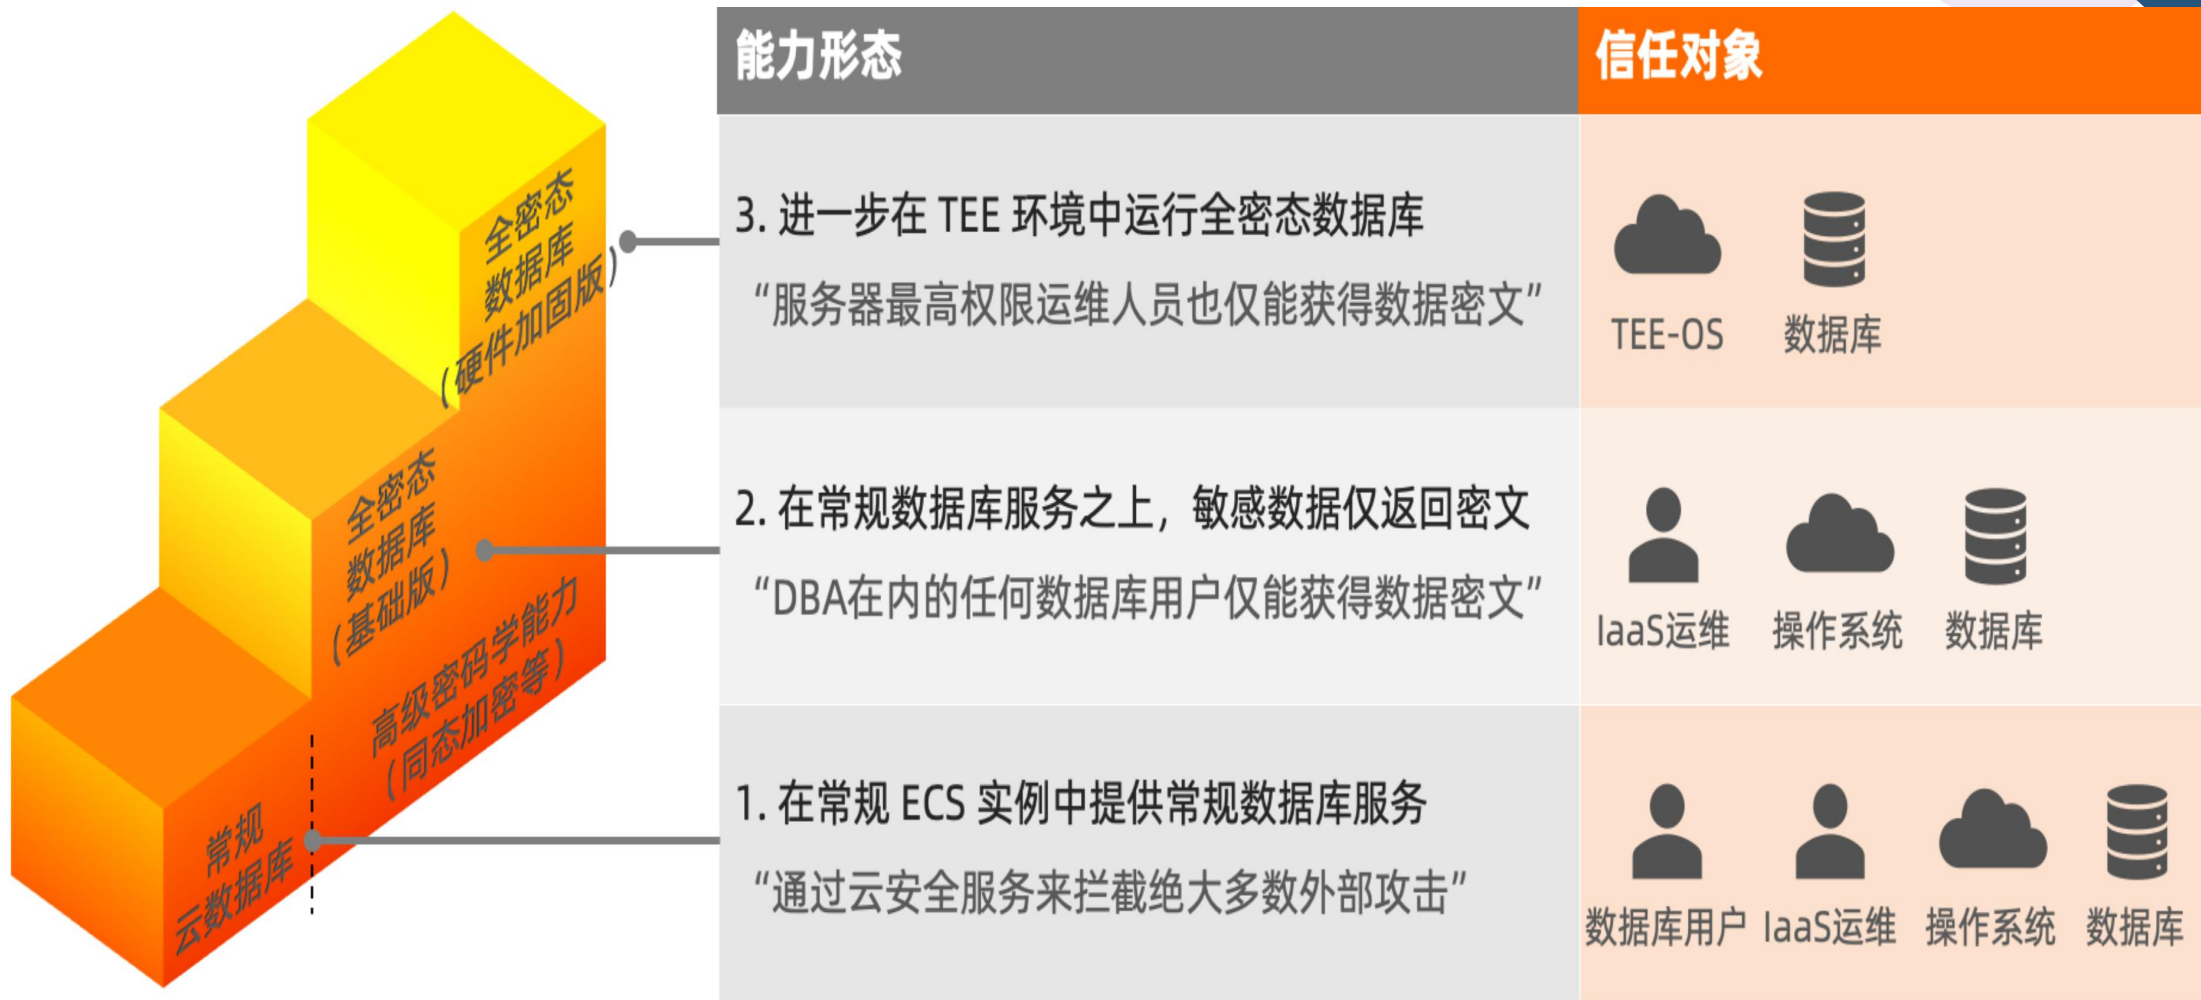 能力形态
信任对象
全密态
数据库
（硬件加固版）
3. 进一步在 TEE 环境中运行全密态数据库
“服务器最高权限运维人员也仅能获得数据密文”
TEE-OS
数据库
全密态
数据库
（基础版）
2. 在常规数据库服务之上，敏感数据仅返回密文
“DBA在内的任何数据库用户仅能获得数据密文”
IaaS运维
操作系统
数据库
高级密码学能力
（同态加密等）
常规
云数据库
1. 在常规 ECS 实例中提供常规数据库服务
“通过云安全服务来拦截绝大多数外部攻击”
数据库用户
IaaS运维
操作系统
数据库